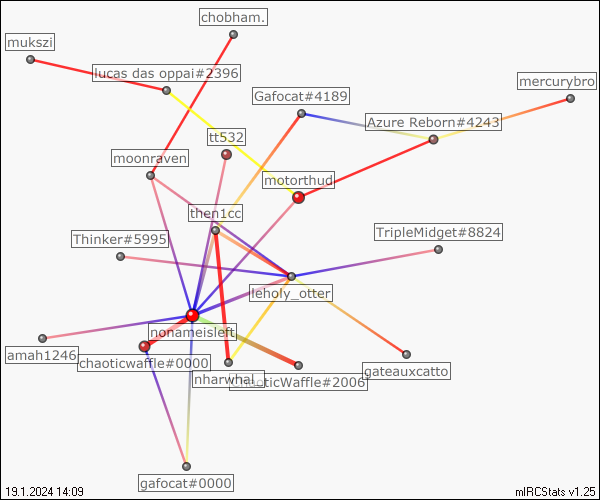 chobham.
mukszi
lucas das oppai#2396
mercurybro
Gafocat#4189
Azure Reborn#4243
tt532
moonraven
motorthud
then1cc
Thinker#5995
TripleMidget#8824
leholy_otter
nonameisleft
amah1246
chaoticwaffle#0000
nharwhal_
ChaoticWaffle#2006
gateauxcatto
gafocat#0000
19.1.2024 14:09
mIRCStats v1.25